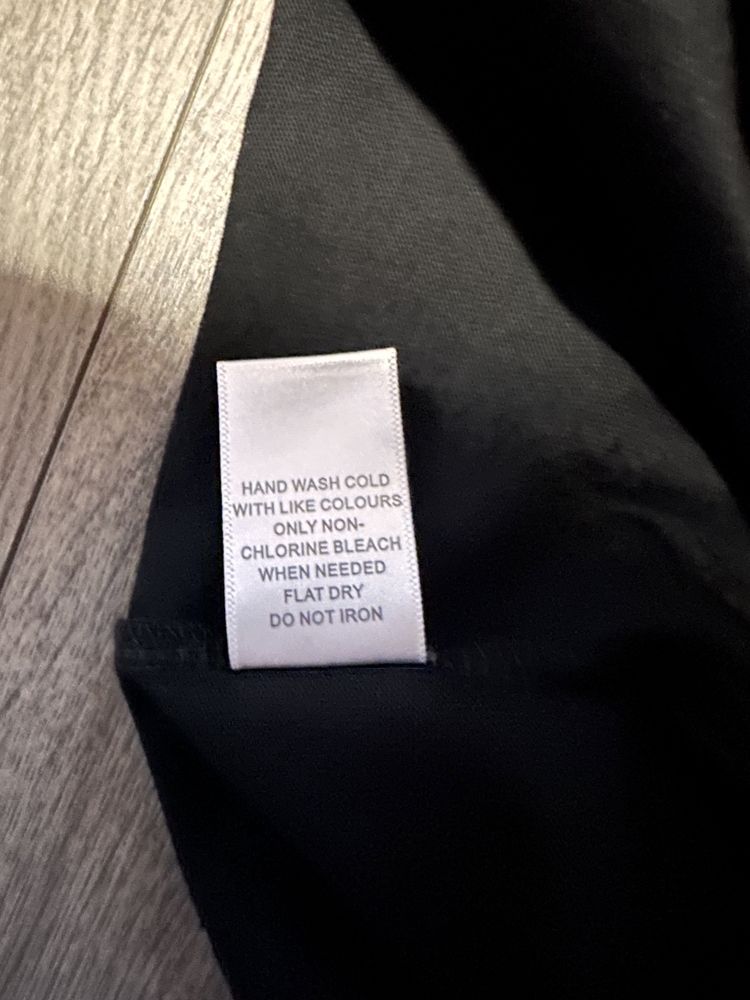 HAND WASH COLD
WITH LIKE COLOURS
ONLY NON-
CHLORINE BLEACH
WHEN NEEDED
FLAT DRY
DO NOT IRON